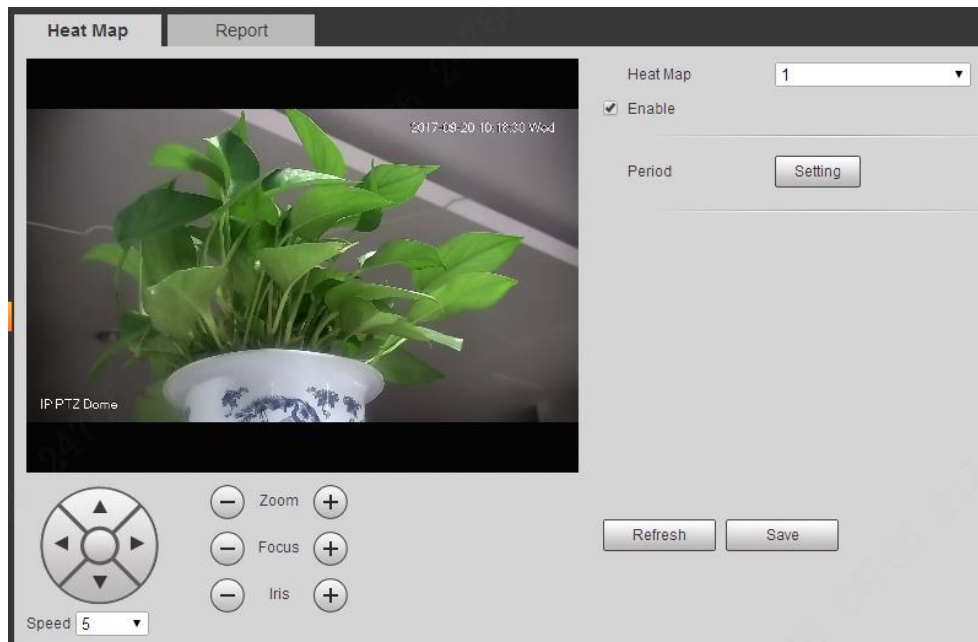 Heat Map Report
Heat Map 1
Enable
2017-09-20 10:18:30 Wed
Period Setting
IP PTZ Dome
Zoom
Focus
Iris
Refresh Save
Speed 5